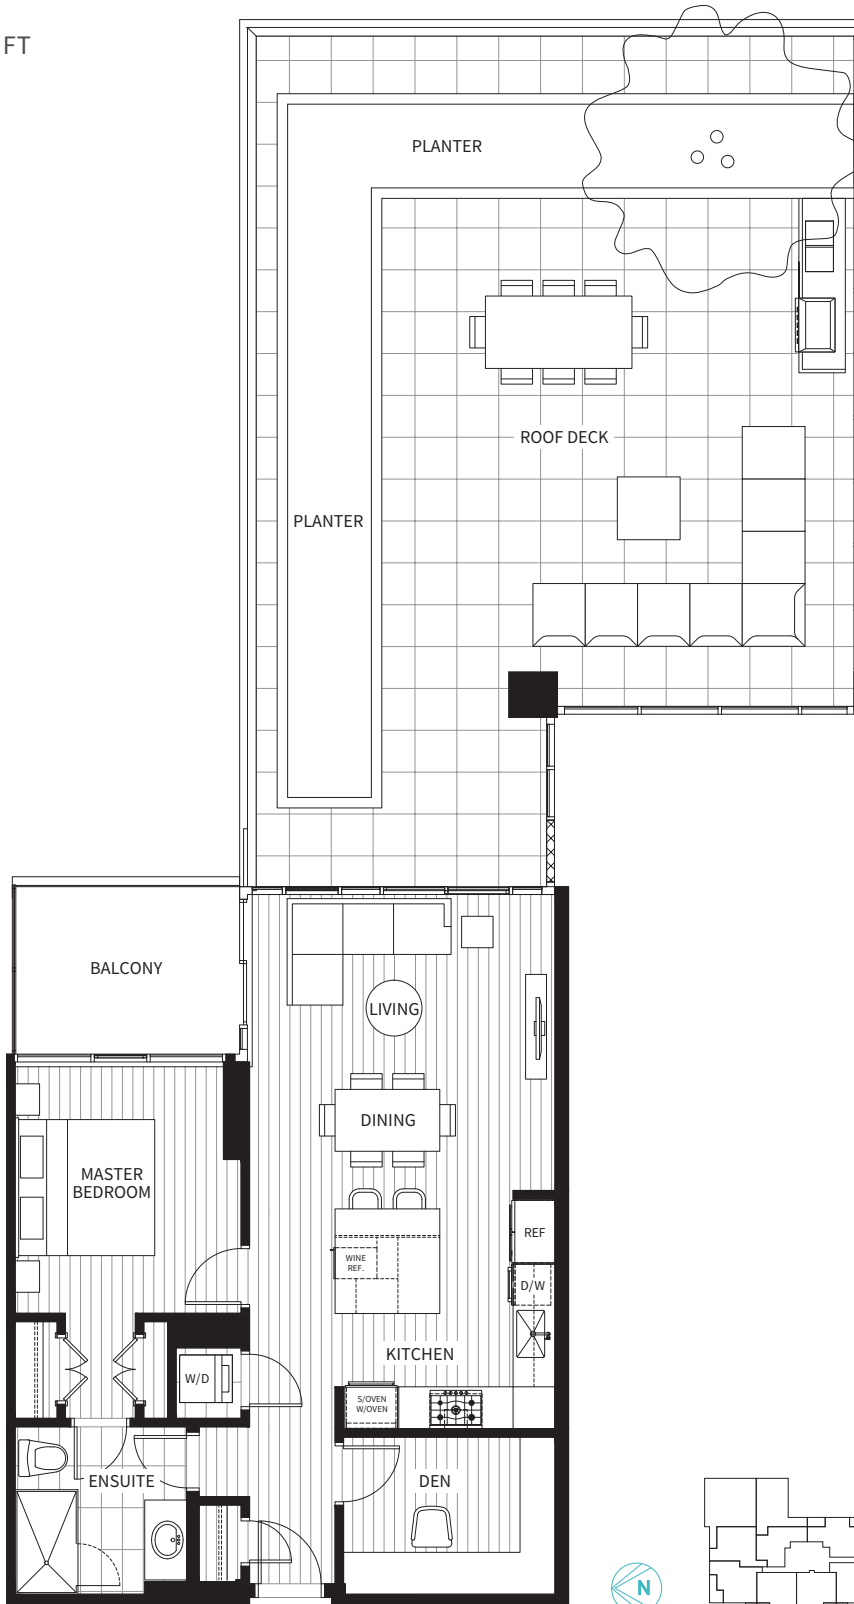 FT
PLANTER
ROOF DECK
PLANTER
BALCONY
LIVING
DINING
MASTER
BEDROOM
REF
WINE
REF.
D/W
KITCHEN
W/D
S/OVEN
W/OVEN
ENSUITE
DEN
N